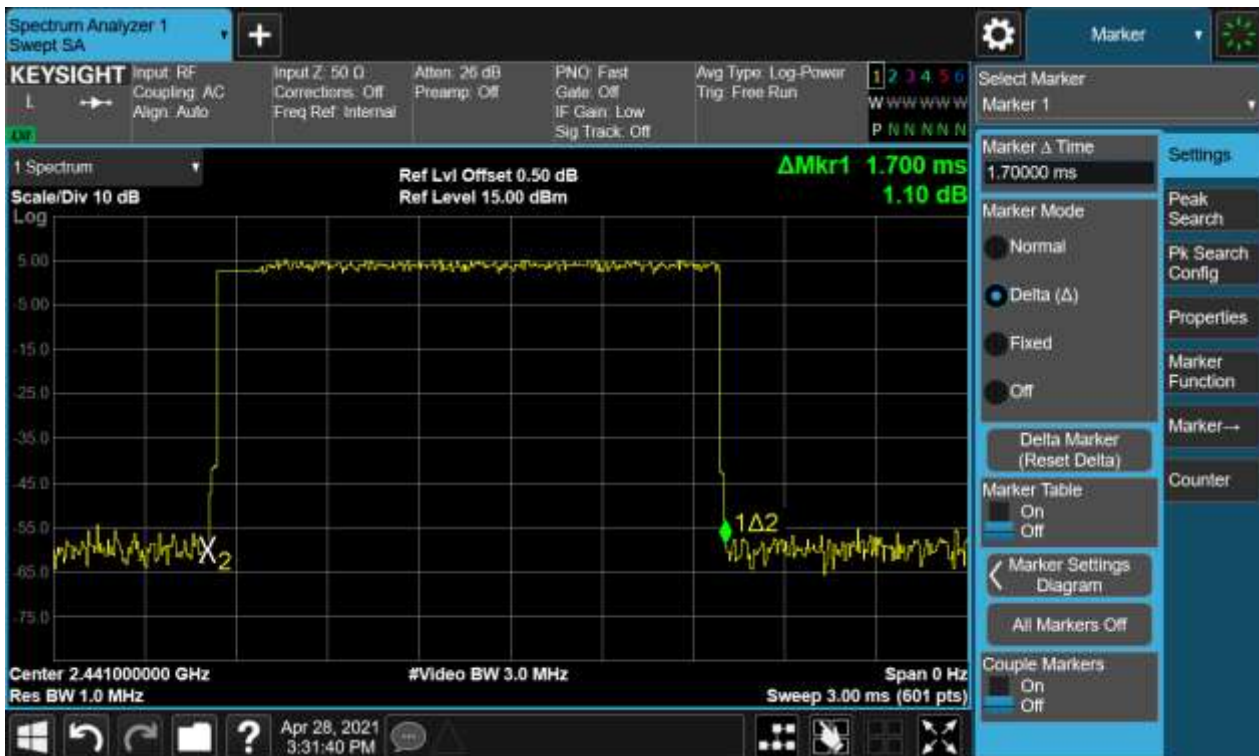 Spectrum Analyzer 1
Swept SA
Marker
KEYSIGHT
L
Input: RF
Coupling: AC
Align: Auto
Input Z: 50 Ω
Corrections: Off
Freq Ref: Internal
Atten: 26 dB
Preamp: Off
PNO: Fast
Gate: Off
IF Gain: Low
Sig Track: Off
Avg Type: Log-Power
Trig: Free Run
1 2 3 4 5 6
W W W W W W
P N N N N N
Select Marker
Marker 1
1 Spectrum
Scale/Div 10 dB
Log
Ref Lvl Offset 0.50 dB
Ref Level 15.00 dBm
ΔMkr1 1.700 ms
1.10 dB
5.00
-5.00
-15.0
-25.0
-35.0
-45.0
-55.0
-65.0
-75.0
X2
1Δ2
Center 2.441000000 GHz
Res BW 1.0 MHz
#Video BW 3.0 MHz
Span 0 Hz
Sweep 3.00 ms (601 pts)
Marker Δ Time
1.70000 ms
Marker Mode
Normal
Delta (Δ)
Fixed
Off
Delta Marker
(Reset Delta)
Marker Table
On
Off
Marker Settings
Diagram
All Markers Off
Couple Markers
On
Off
Settings
Peak
Search
Pk Search
Config
Properties
Marker
Function
Marker→
Counter
?
Apr 28, 2021
3:31:40 PM